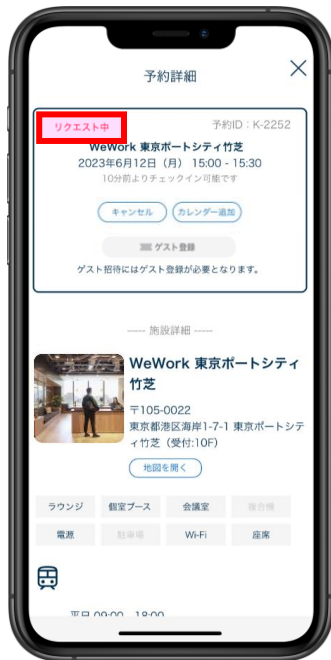 予約詳細
リクエスト中
予約ID：K-2252
WeWork 東京ポートシティ竹芝
2023年6月12日（月） 15:00 - 15:30
10分前よりチェックイン可能です
キャンセル
カレンダー追加
ゲスト登録
ゲスト招待にはゲスト登録が必要となります。
----- 施設詳細 -----
WeWork 東京ポートシティ
竹芝
〒105-0022
東京都港区海岸1-7-1 東京ポートシテ
ィ竹芝（受付:10F）
地図を開く
ラウンジ 個室ブース 会議室 複合機
電源 駐車場 Wi-Fi 座席
平日 09:00 - 18:00